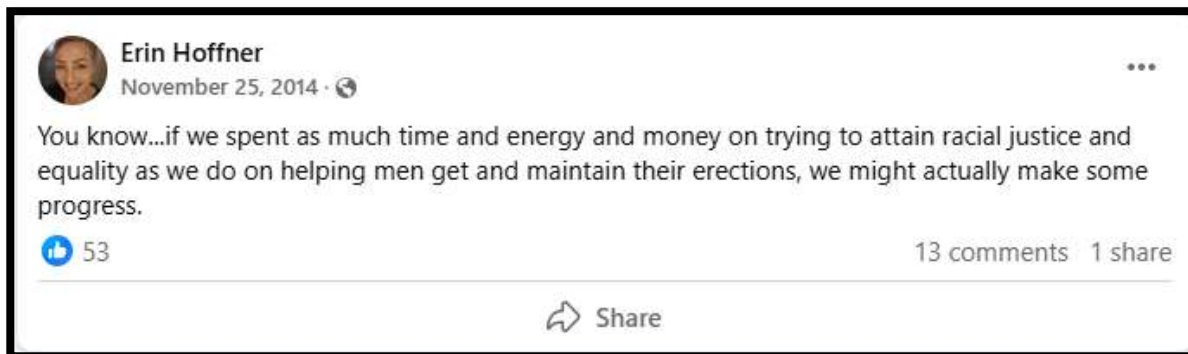 Erin Hoffner
November 25, 2014 ·
You know...if we spent as much time and energy and money on trying to attain racial justice and
equality as we do on helping men get and maintain their erections, we might actually make some
progress.
53
13 comments 1 share
Share